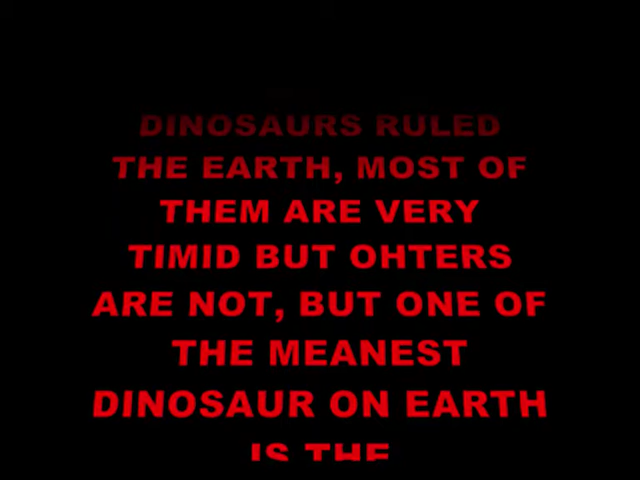 DINOSAURS RULED
THE EARTH, MOST OF
THEM ARE VERY
TIMID BUT OHTERS
ARE NOT, BUT ONE OF
THE MEANEST
DINOSAUR ON EARTH
IS THE